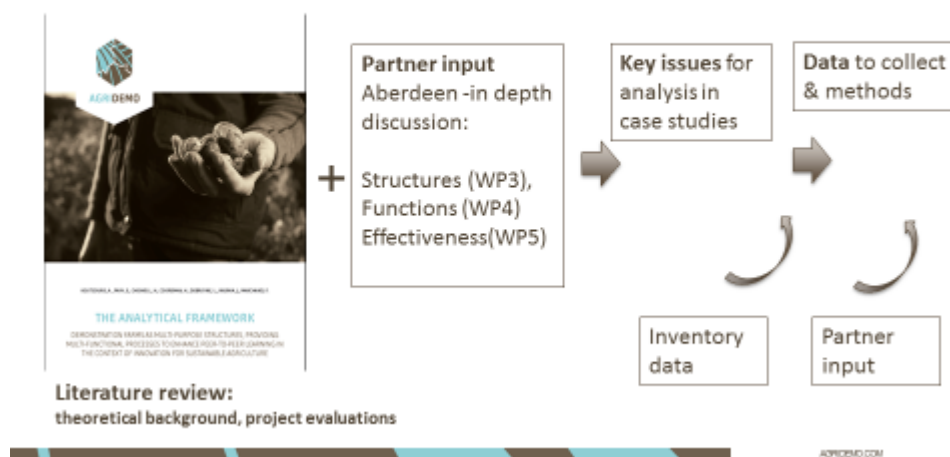 AGRIDEMO
THE ANALYTICAL FRAMEWORK
DEMONSTRATION FARMS AS MULTI-PURPOSE STRUCTURES, PROVIDING
MULTI-FUNCTIONAL PROCESSES TO ENHANCE PEER-TO-PEER LEARNING IN
THE CONTEXT OF INNOVATION FOR SUSTAINABLE AGRICULTURE
Literature review:
theoretical background, project evaluations
+
Partner input
Aberdeen -in depth
discussion:
Structures (WP3),
Functions (WP4)
Effectiveness(WP5)
Key issues for
analysis in
case studies
Data to collect
& methods
Inventory
data
Partner
input
AGRIDEMO.COM